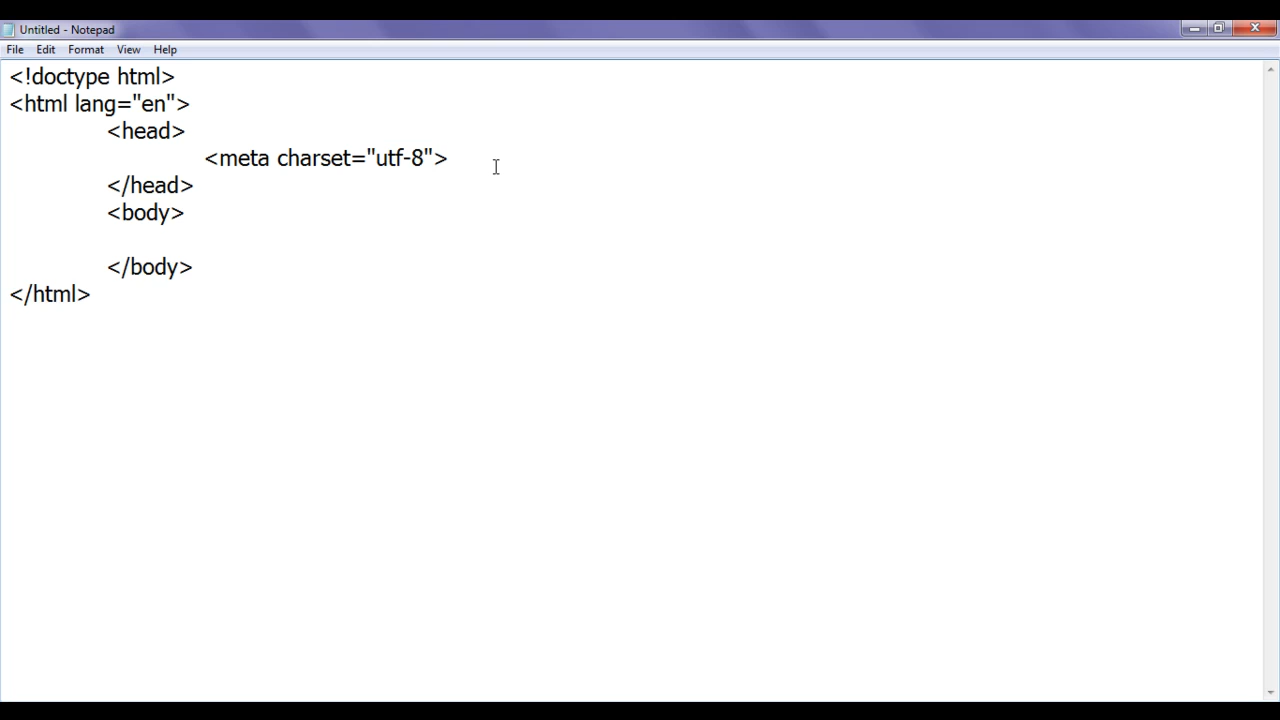 Untitled - Notepad
File Edit Format View Help
<!doctype html>
<html lang="en">
<head>
<meta charset="utf-8">
</head>
<body>
</body>
</html>